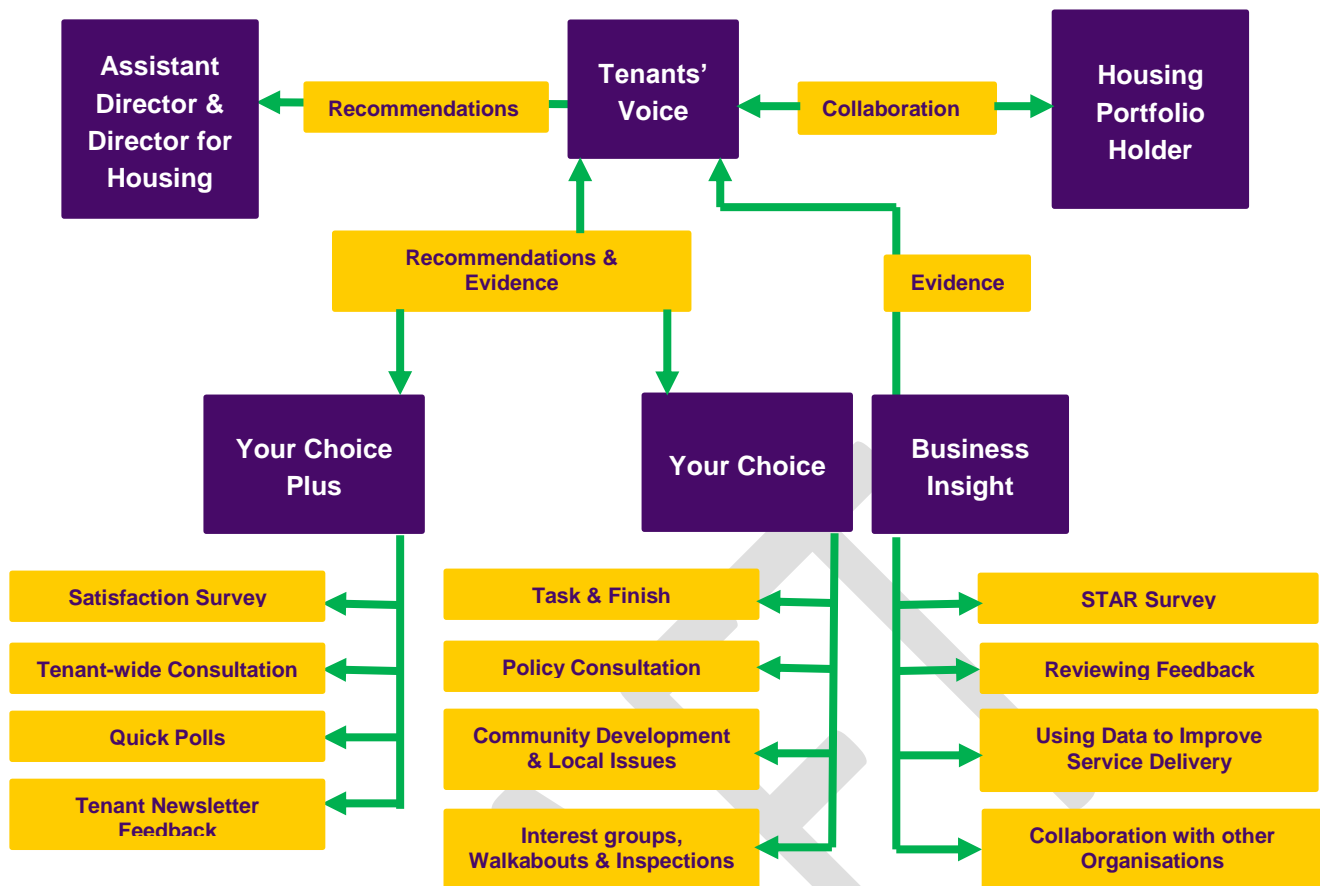 Assistant
Director &
Director for
Housing
Recommendations
Tenants’
Voice
Collaboration
Housing
Portfolio
Holder
Recommendations &
Evidence
Evidence
Your Choice
Plus
Your Choice
Business
Insight
Satisfaction Survey
Tenant-wide Consultation
Quick Polls
Tenant Newsletter
Feedback
Task & Finish
Policy Consultation
Community Development
& Local Issues
Interest groups,
Walkabouts & Inspections
STAR Survey
Reviewing Feedback
Using Data to Improve
Service Delivery
Collaboration with other
Organisations